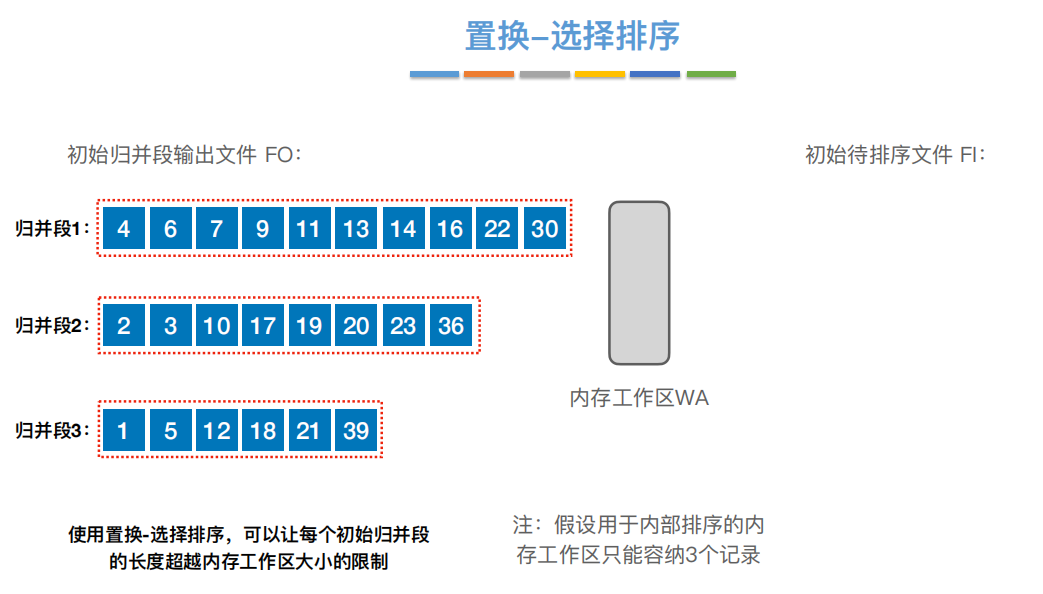 置换–选择排序
初始归并段输出文件 FO：
初始待排序文件 FI：
归并段1：
4 6 7 9 11 13 14 16 22 30
归并段2：
2 3 10 17 19 20 23 36
内存工作区WA
归并段3：
1 5 12 18 21 39
使用置换-选择排序，可以让每个初始归并段
的长度超越内存工作区大小的限制
注：假设用于内部排序的内
存工作区只能容纳3个记录